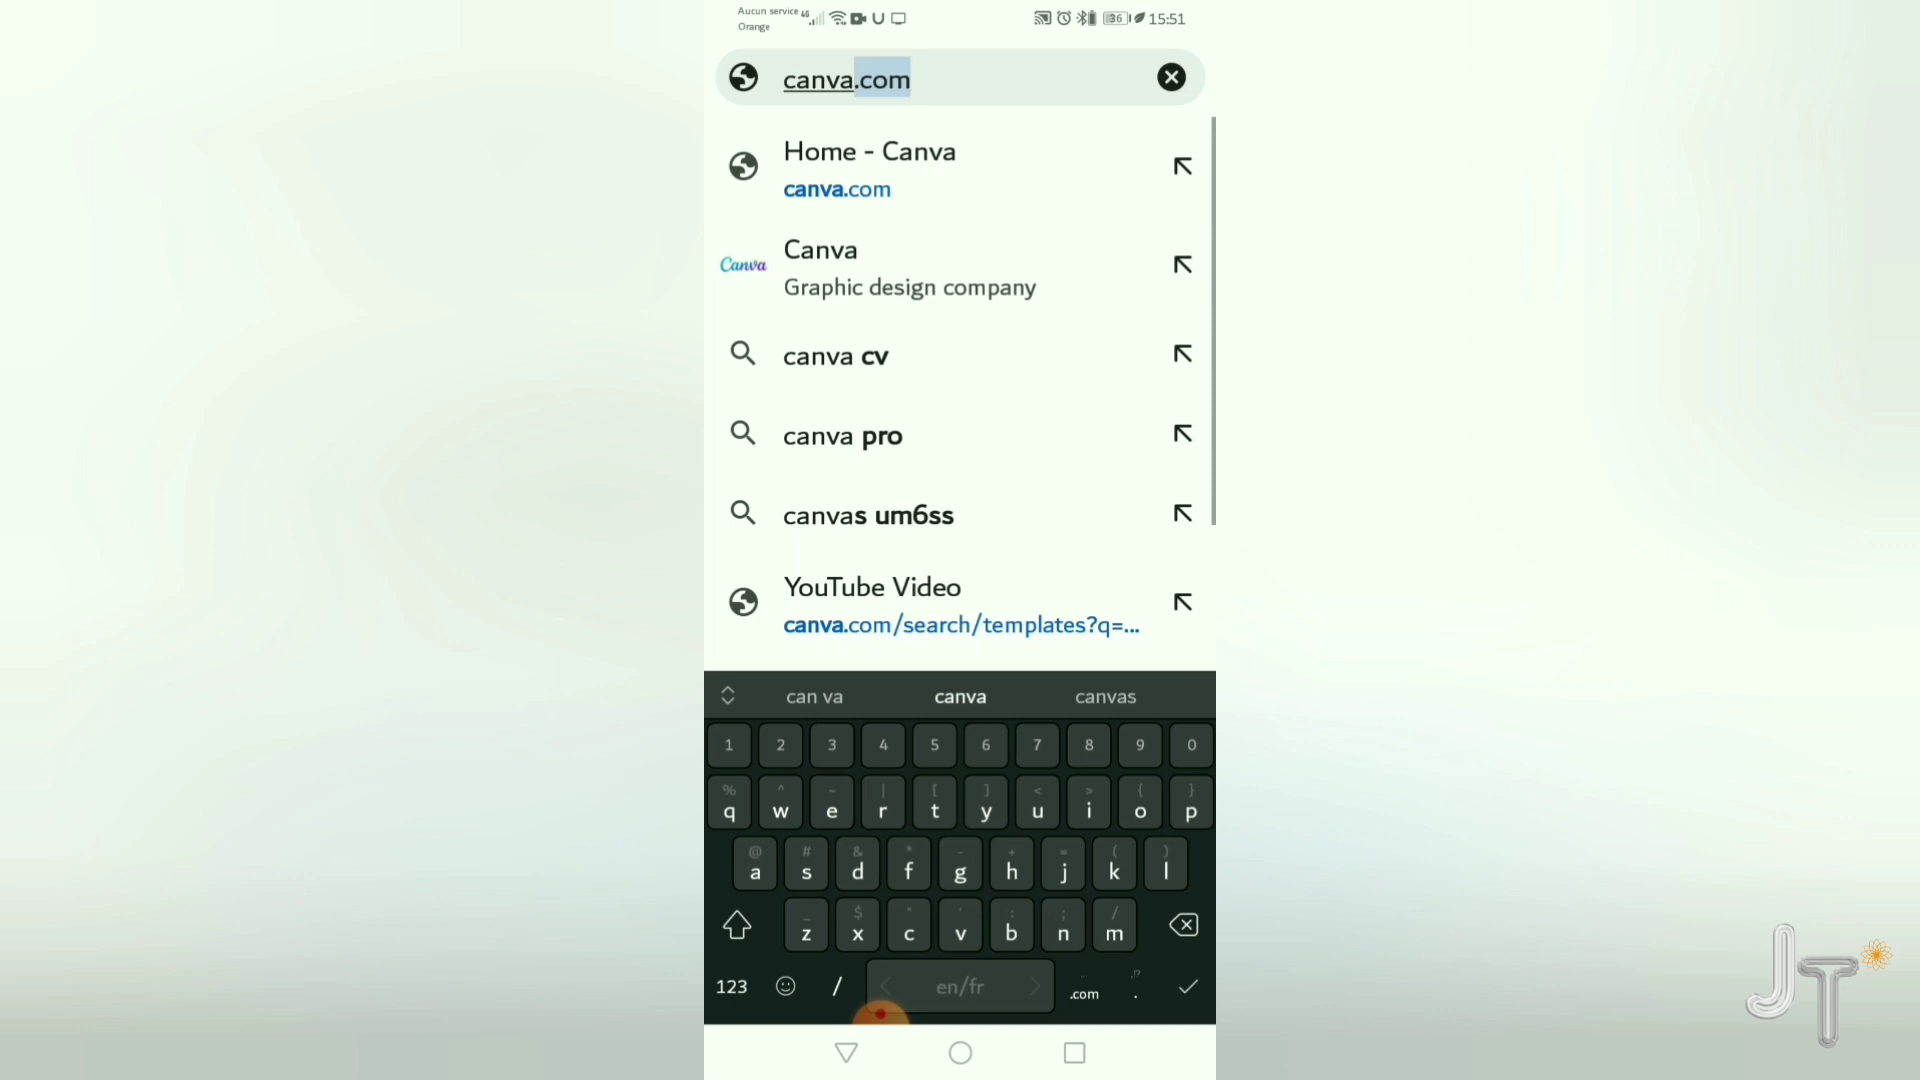 Aucun service 4G
Orange
36
15:51
canva.com
Home - Canva
canva.com
Canva
Canva
Graphic design company
canva cv
canva pro
canvas um6ss
YouTube Video
canva.com/search/templates?q=...
can va canva canvas
1 2 3 4 5 6 7 8 9 0
% ^ ~ | [ ] < > { }
q w e r t y u i o p
@ # & * - + = ( )
a s d f g h j k l
_ $ " ' : ; /
z x c v b n m
123 / en/fr .com .
JT